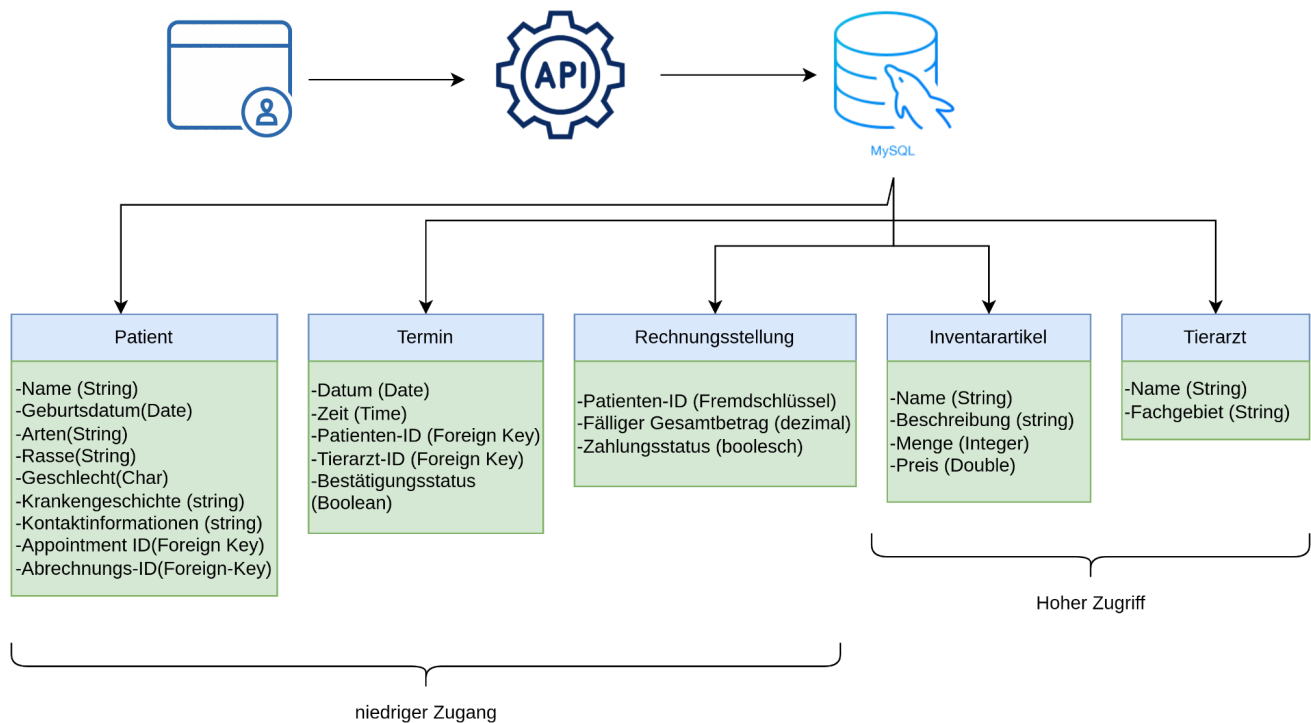 API
MySQL
Patient
-Name (String)
-Geburtsdatum(Date)
-Arten(String)
-Rasse(String)
-Geschlecht(Char)
-Krankengeschichte (string)
-Kontaktinformationen (string)
-Appointment ID(Foreign Key)
-Abrechnungs-ID(Foreign-Key)
Termin
-Datum (Date)
-Zeit (Time)
-Patienten-ID (Foreign Key)
-Tierarzt-ID (Foreign Key)
-Bestätigungsstatus
(Boolean)
Rechnungsstellung
-Patienten-ID (Fremdschlüssel)
-Fälliger Gesamtbetrag (dezimal)
-Zahlungsstatus (boolesch)
Inventarartikel
-Name (String)
-Beschreibung (string)
-Menge (Integer)
-Preis (Double)
Tierarzt
-Name (String)
-Fachgebiet (String)
Hoher Zugriff
niedriger Zugang